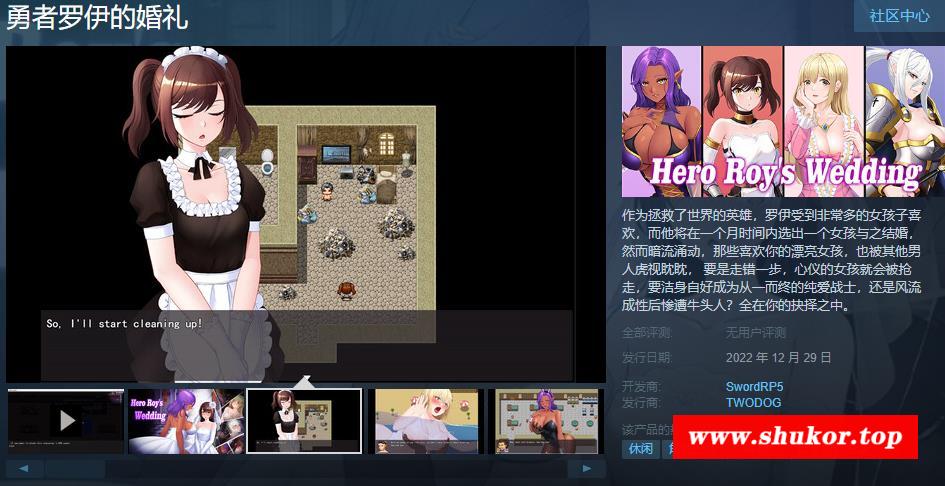 勇者罗伊的婚礼
社区中心
So, I'll start cleaning up!
Hero Roy's
Wedding
Hero Roy's Wedding
作为拯救了世界的英雄，罗伊受到非常多的女孩子喜
欢，而他将在一个月时间内选出一个女孩与之结婚，
然而暗流涌动，那些喜欢你的漂亮女孩，也被其他男
人虎视眈眈， 要是走错一步，心仪的女孩就会被抢
走，要洁身自好成为从一而终的纯爱战士，还是风流
成性后惨遭牛头人？全在你的抉择之中。
全部评测: 无用户评测
发行日期: 2022 年 12 月 29 日
开发商: SwordRP5
发行商: TWODOG
该产品的
www.shukor.top
休闲